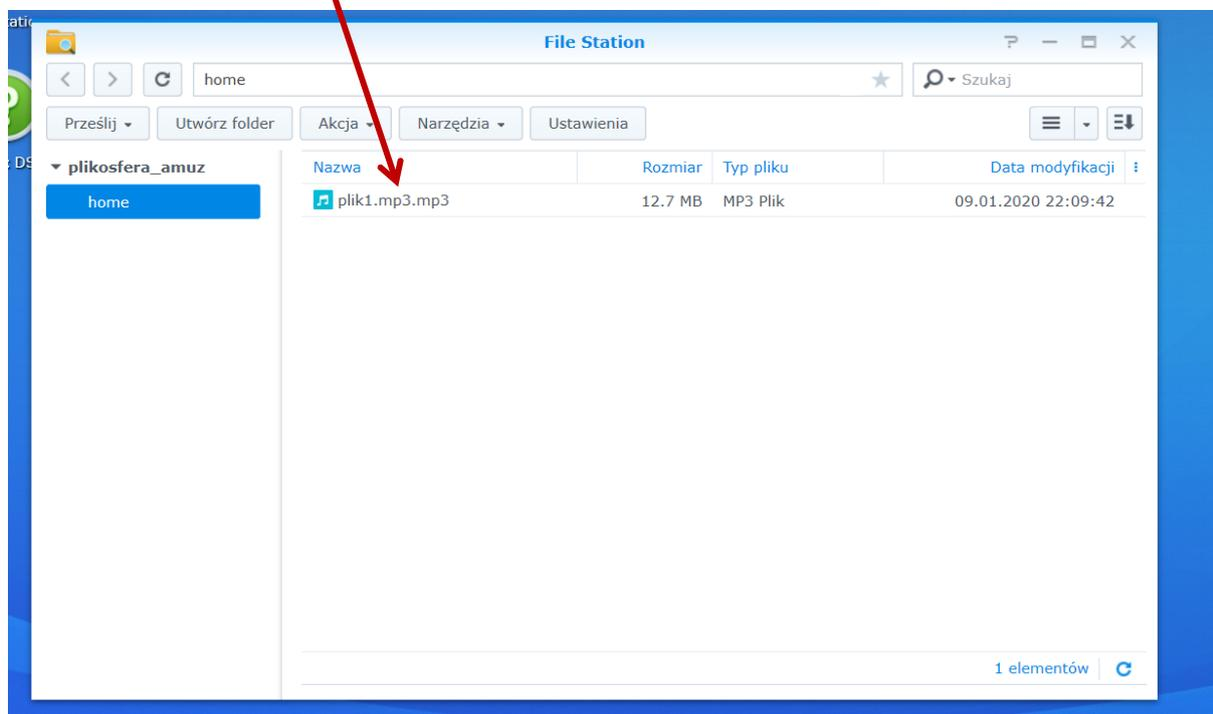 File Station
home
Szukaj
Prześlij Utwórz folder Akcja Narzędzia Ustawienia
plikosfera_amuz
home
Nazwa Rozmiar Typ pliku Data modyfikacji
plik1.mp3.mp3 12.7 MB MP3 Plik 09.01.2020 22:09:42
1 elementów